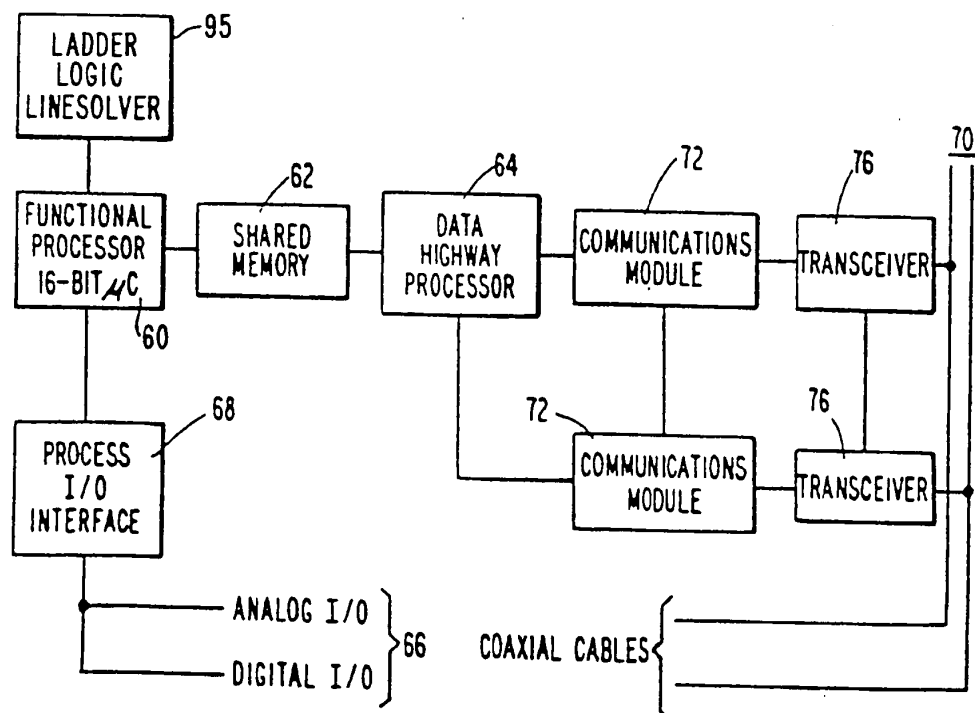 95
LADDER
LOGIC
LINESOLVER
70
62
64
72
76
FUNCTIONAL
PROCESSOR
16-BIT μC
60
SHARED
MEMORY
DATA
HIGHWAY
PROCESSOR
COMMUNICATIONS
MODULE
TRANSCEIVER
68
PROCESS
I/O
INTERFACE
72
COMMUNICATIONS
MODULE
76
TRANSCEIVER
ANALOG I/O
DIGITAL I/O
66
COAXIAL CABLES